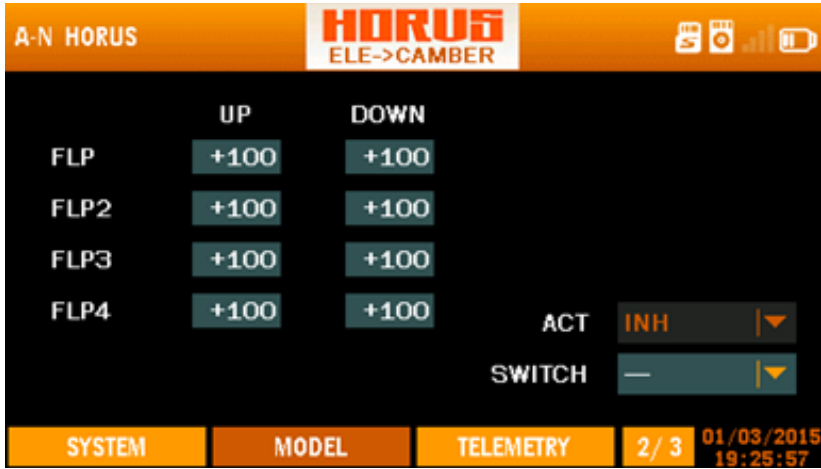 A-N HORUS
HORUS
ELE->CAMBER
UP DOWN
FLP +100 +100
FLP2 +100 +100
FLP3 +100 +100
FLP4 +100 +100
ACT INH
SWITCH —
SYSTEM MODEL TELEMETRY 2/3 01/03/2015
19:25:57